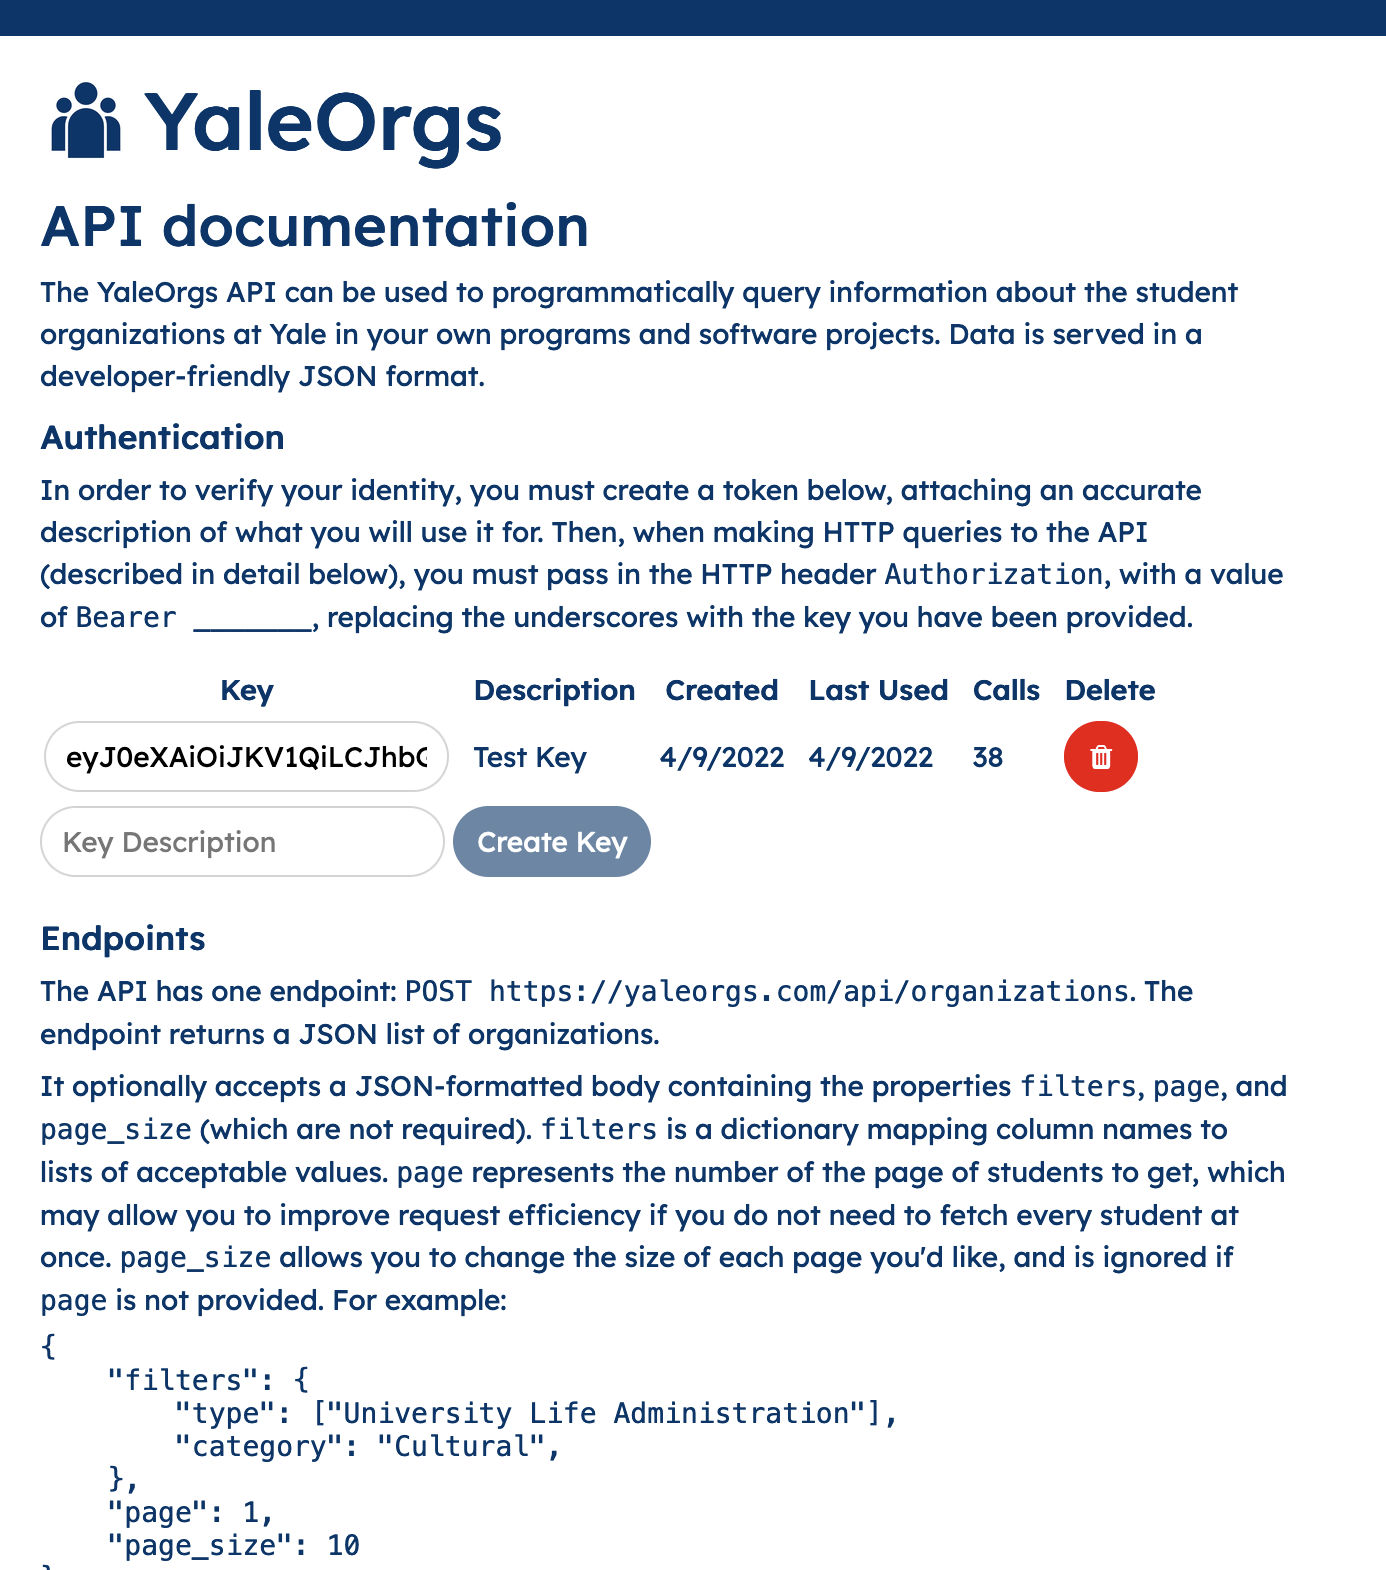 YaleOrgs
API documentation
The YaleOrgs API can be used to programmatically query information about the student
organizations at Yale in your own programs and software projects. Data is served in a
developer-friendly JSON format.
Authentication
In order to verify your identity, you must create a token below, attaching an accurate
description of what you will use it for. Then, when making HTTP queries to the API
(described in detail below), you must pass in the HTTP header Authorization, with a value
of Bearer _______, replacing the underscores with the key you have been provided.
Key Description Created Last Used Calls Delete
eyJ0eXAiOiJKV1QiLCJhbG Test Key 4/9/2022 4/9/2022 38
Key Description Create Key
Endpoints
The API has one endpoint: POST https://yaleorgs.com/api/organizations. The
endpoint returns a JSON list of organizations.
It optionally accepts a JSON-formatted body containing the properties filters, page, and
page_size (which are not required). filters is a dictionary mapping column names to
lists of acceptable values. page represents the number of the page of students to get, which
may allow you to improve request efficiency if you do not need to fetch every student at
once. page_size allows you to change the size of each page you'd like, and is ignored if
page is not provided. For example:
{
    "filters": {
        "type": ["University Life Administration"],
        "category": "Cultural",
    },
    "page": 1,
    "page_size": 10
}